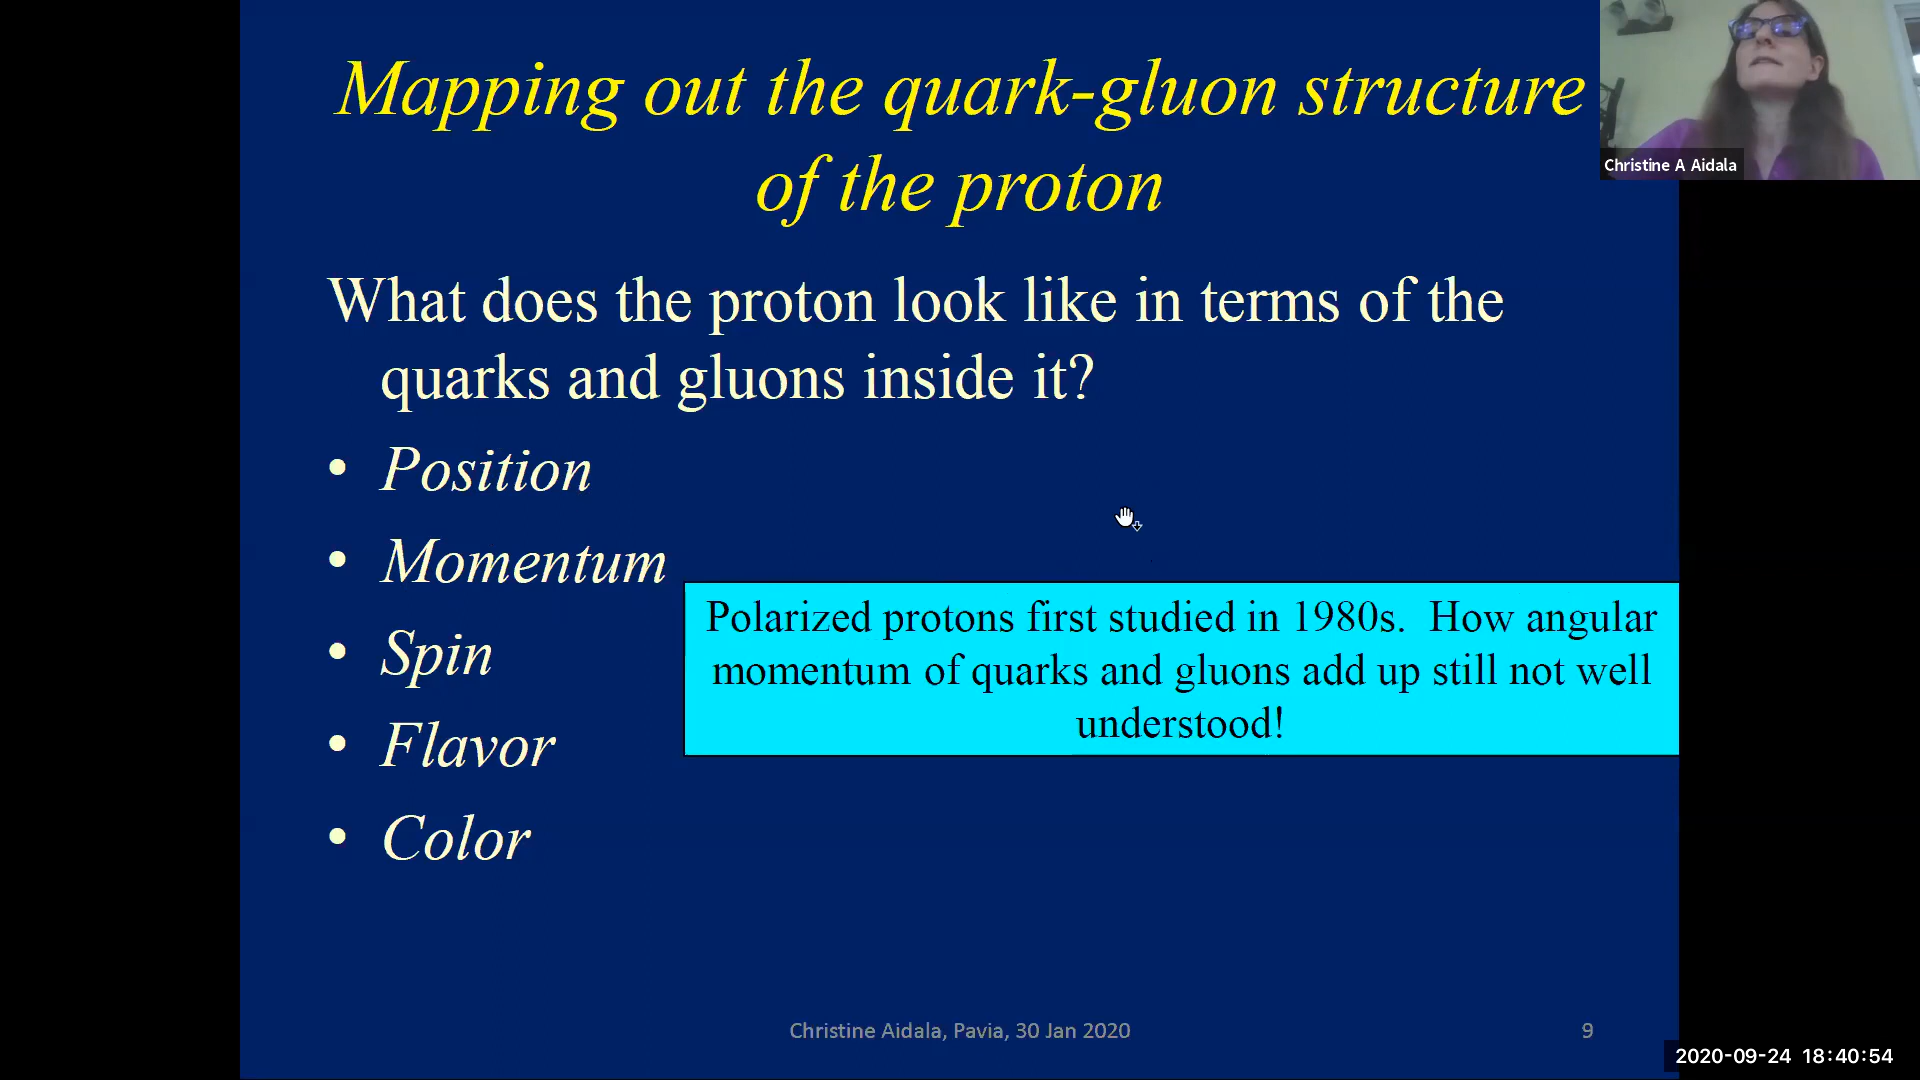 Mapping out the quark-gluon structure
of the proton
Christine A Aidala
What does the proton look like in terms of the
quarks and gluons inside it?
• Position
• Momentum
Polarized protons first studied in 1980s.  How angular
momentum of quarks and gluons add up still not well
understood!
• Spin
• Flavor
• Color
Christine Aidala, Pavia, 30 Jan 2020
9
2020-09-24 18:40:54